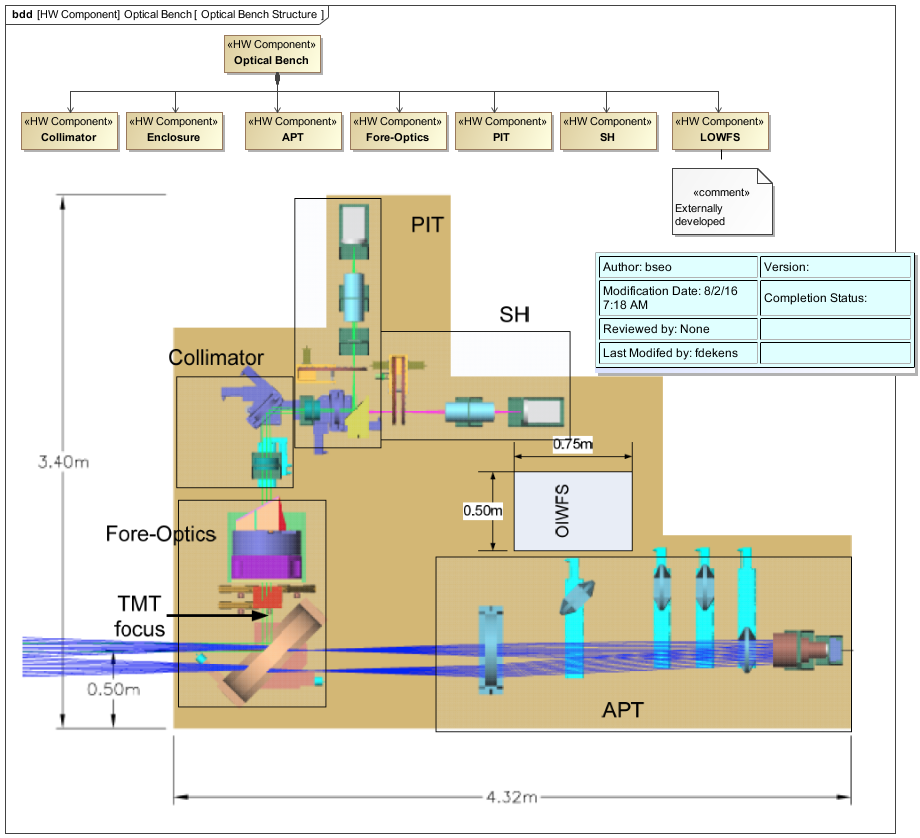 bdd [HW Component] Optical Bench [ Optical Bench Structure ]
«HW Component»
Optical Bench
«HW Component»
Collimator
«HW Component»
Enclosure
«HW Component»
APT
«HW Component»
Fore-Optics
«HW Component»
PIT
«HW Component»
SH
«HW Component»
LOWFS
«comment»
Externally
developed
Author: bseo
Version:
Modification Date: 8/2/16
7:18 AM
Completion Status:
Reviewed by: None
Last Modifed by: fdekens
PIT
SH
Collimator
3.40m
0.75m
0.50m
OIWFS
Fore-Optics
TMT
focus
0.50m
APT
4.32m